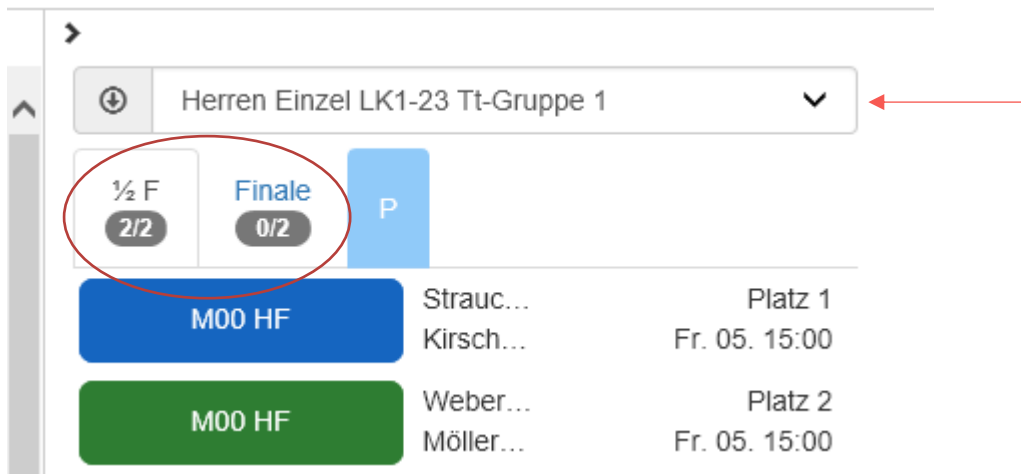 Herren Einzel LK1-23 Tt-Gruppe 1
½ F Finale P
2/2 0/2
M00 HF Strauc... Platz 1
Kirsch... Fr. 05. 15:00
M00 HF Weber... Platz 2
Möller... Fr. 05. 15:00